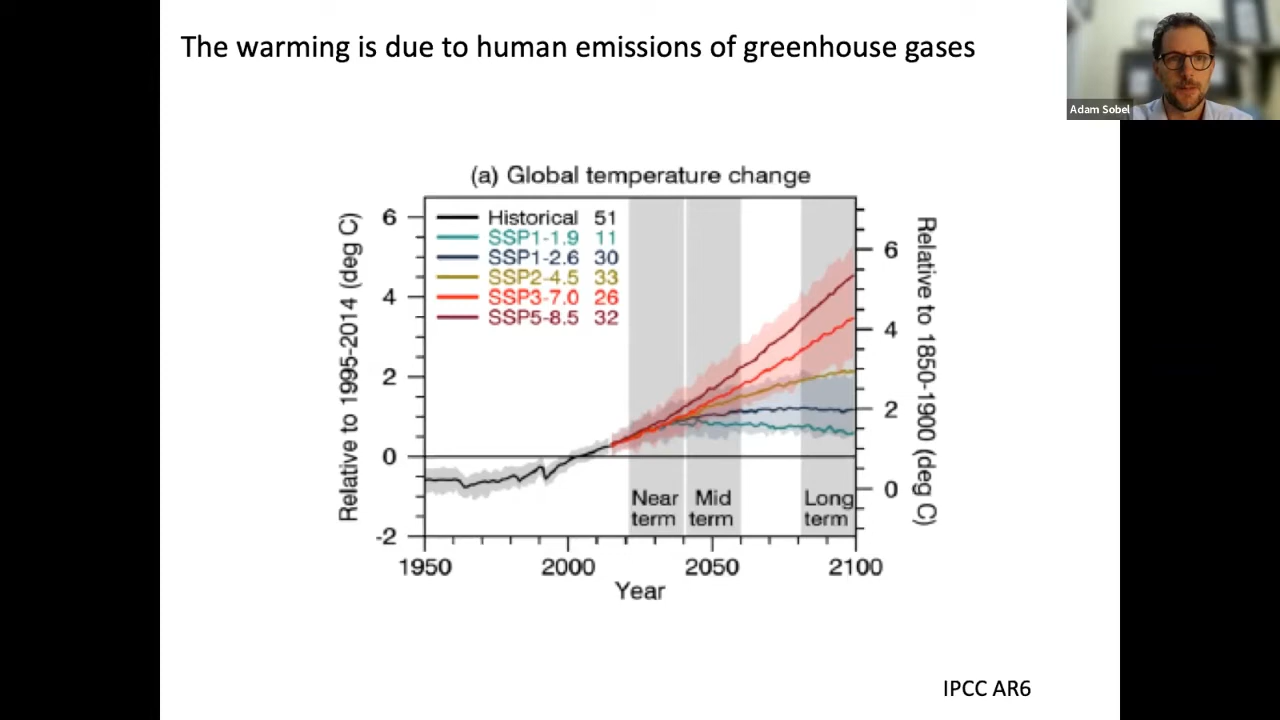 The warming is due to human emissions of greenhouse gases
Adam Sobel
(a) Global temperature change
Relative to 1995-2014 (deg C)
6
4
2
0
-2
Historical 51
SSP1-1.9 11
SSP1-2.6 30
SSP2-4.5 33
SSP3-7.0 26
SSP5-8.5 32
Near term
Mid term
Long term
6
4
2
0
Relative to 1850-1900 (deg C)
1950 2000 2050 2100
Year
IPCC AR6